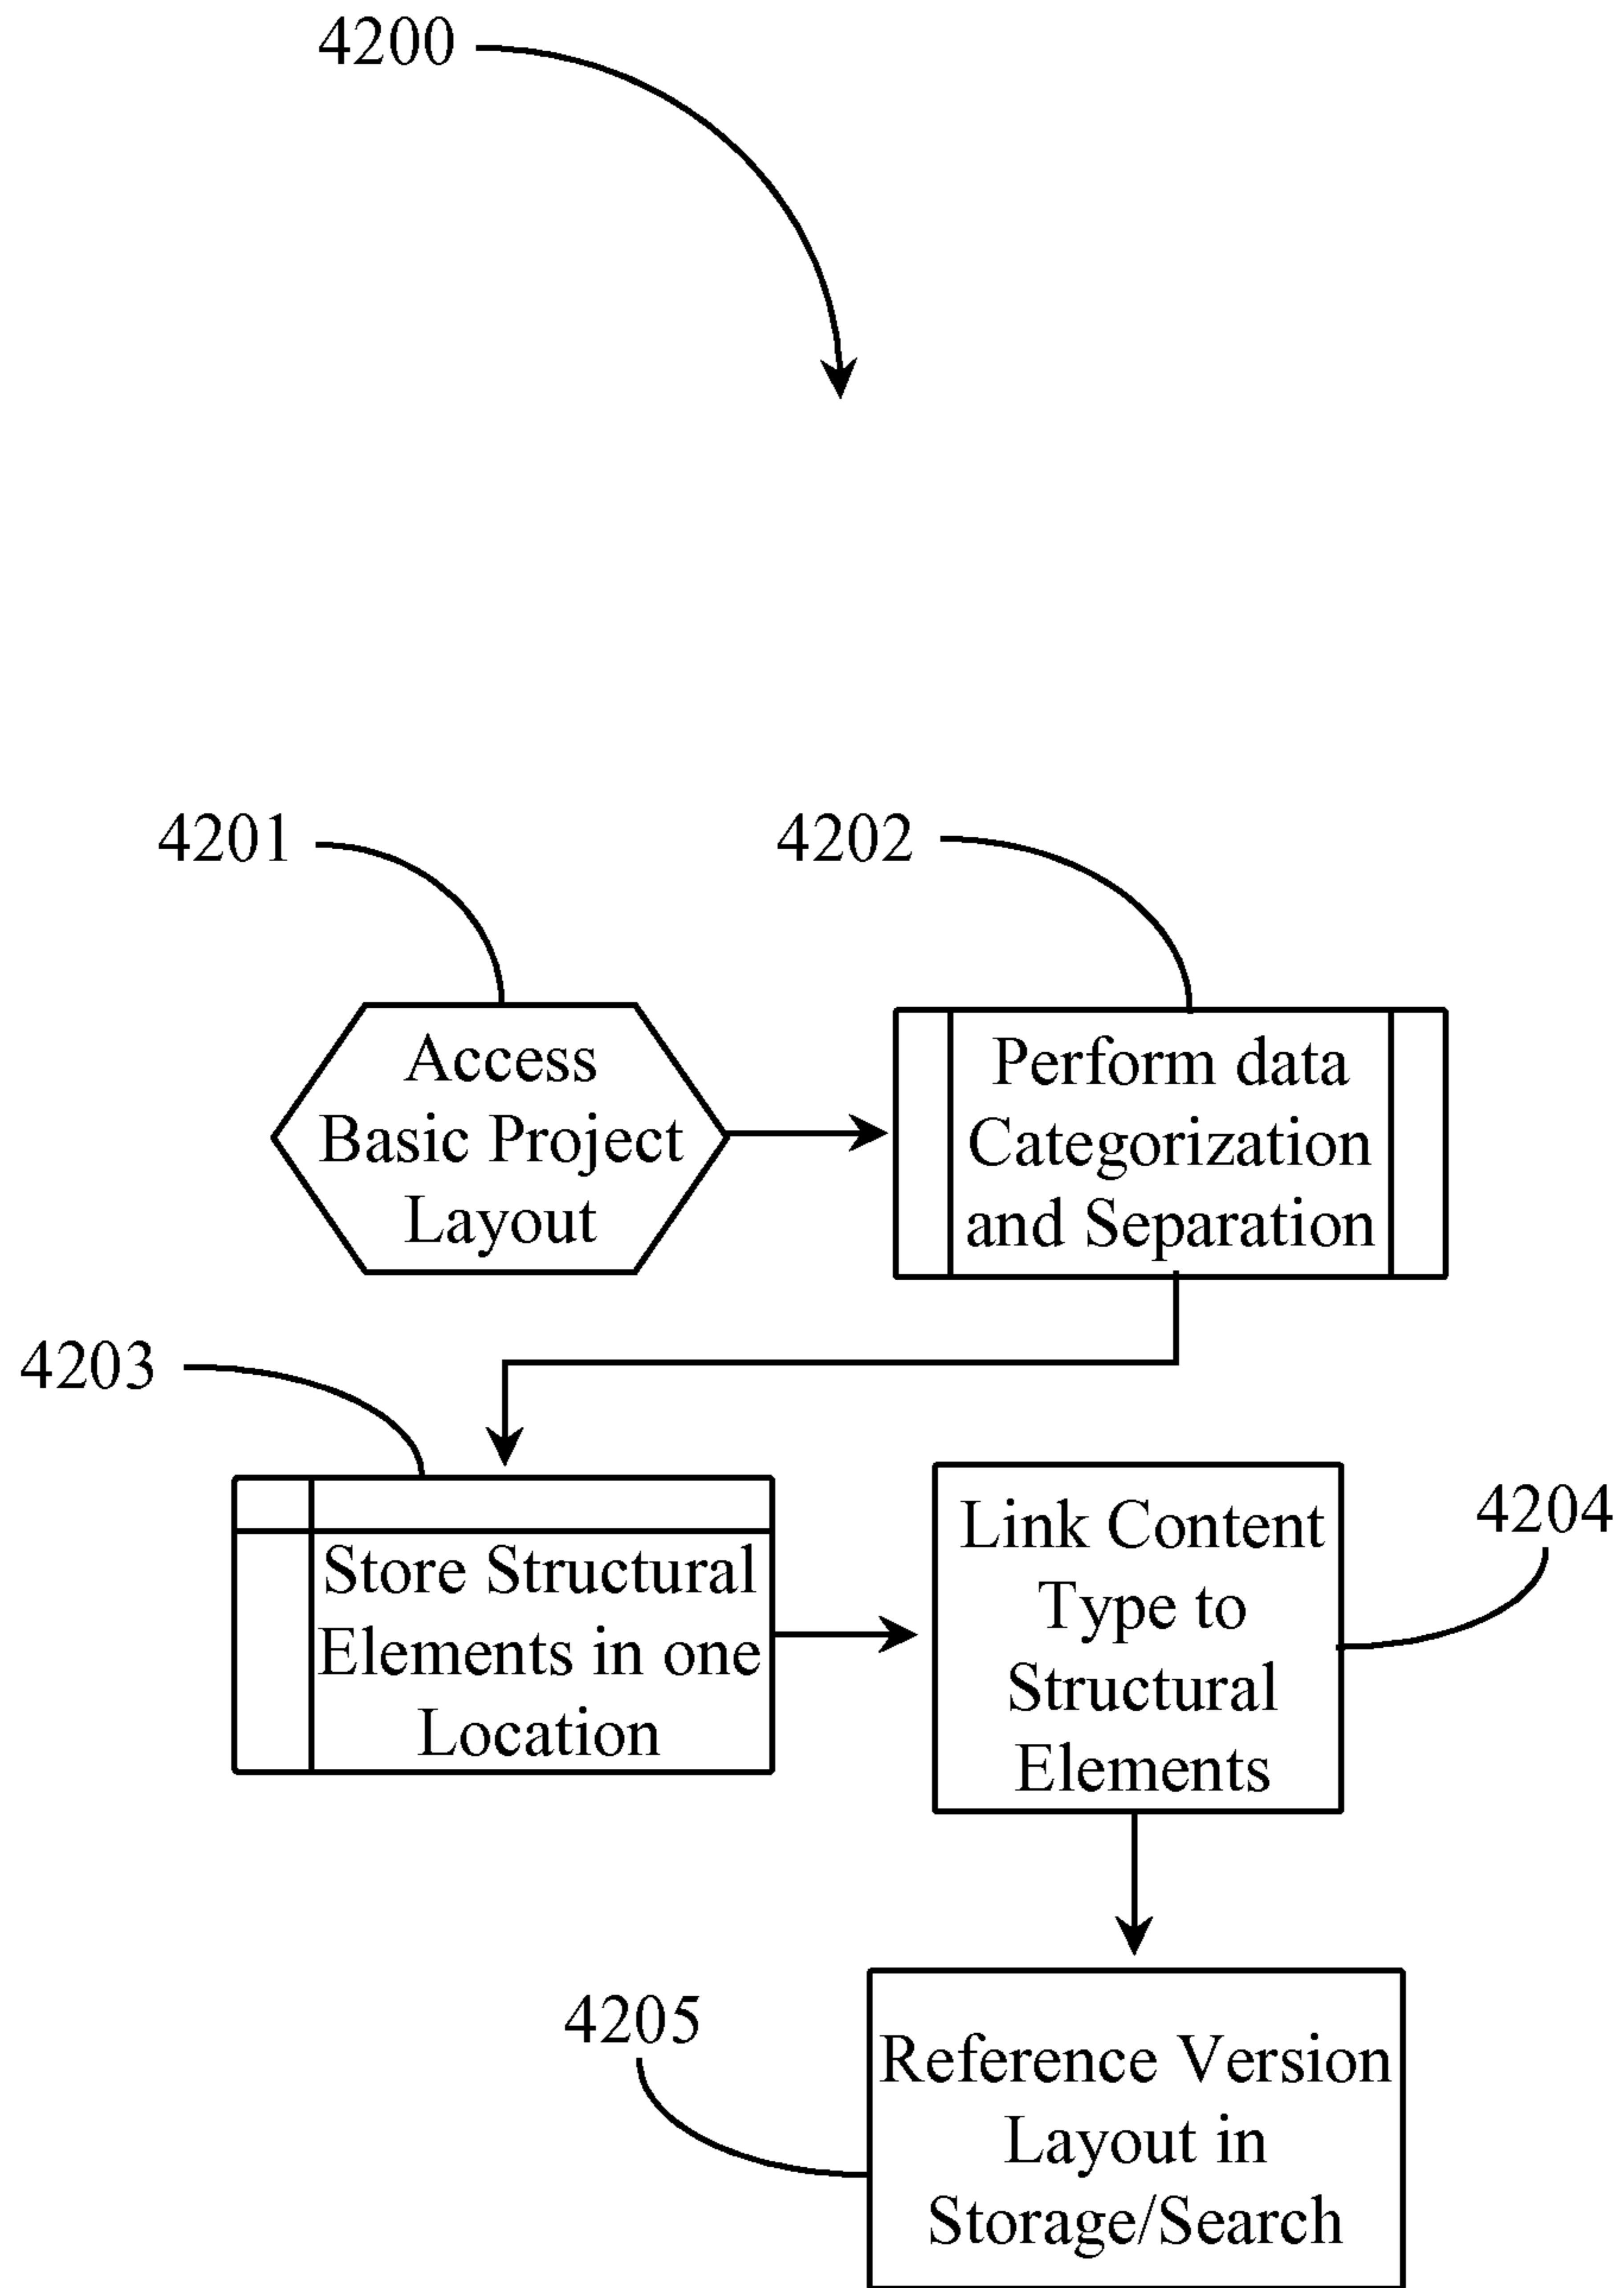 4200
4201
4202
Access
Basic Project
Layout
Perform data
Categorization
and Separation
4203
Store Structural
Elements in one
Location
Link Content
Type to
Structural
Elements
4204
4205
Reference Version
Layout in
Storage/Search